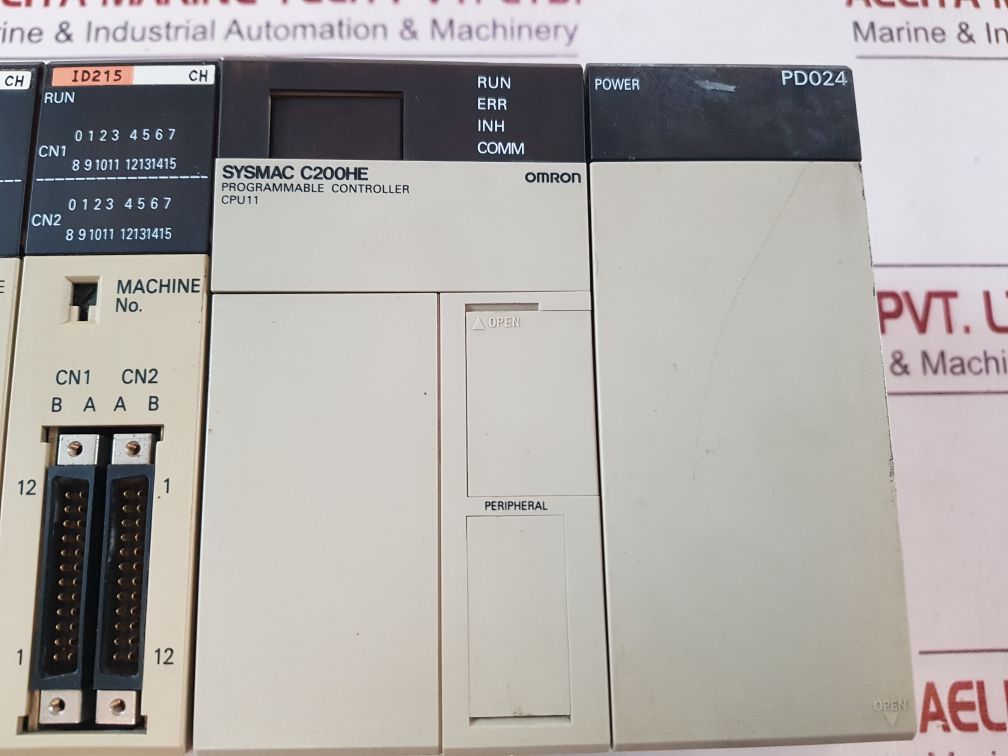 Marine & Industrial Automation & Machinery
Marine &
CH
ID215 CH
RUN
0 1 2 3 4 5 6 7
CN1
8 9 10 11 12 13 14 15
0 1 2 3 4 5 6 7
CN2
8 9 10 11 12 13 14 15
MACHINE
No.
CN1 CN2
B A A B
12 1
1 12
RUN
ERR
INH
COMM
SYSMAC C200HE OMRON
PROGRAMMABLE CONTROLLER
CPU11
OPEN
PERIPHERAL
POWER PD024
OPEN
PVT.
& Machi
AELI